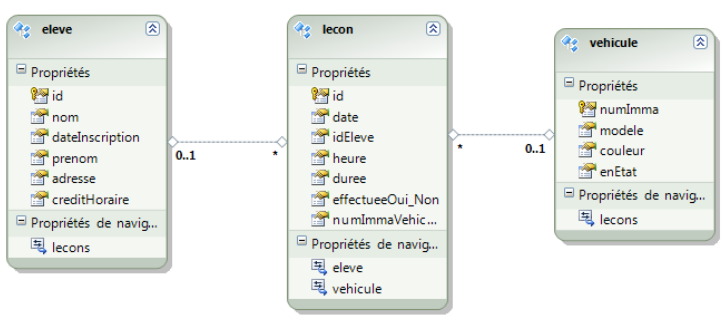 eleve
Propriétés
id
nom
dateInscription
prenom
adresse
creditHoraire
Propriétés de navig...
lecons
0..1
*
lecon
Propriétés
id
date
idEleve
heure
duree
effectueeOui_Non
numImmaVehic...
Propriétés de navig...
eleve
vehicule
*
0..1
vehicule
Propriétés
numImma
modele
couleur
enEtat
Propriétés de navig...
lecons